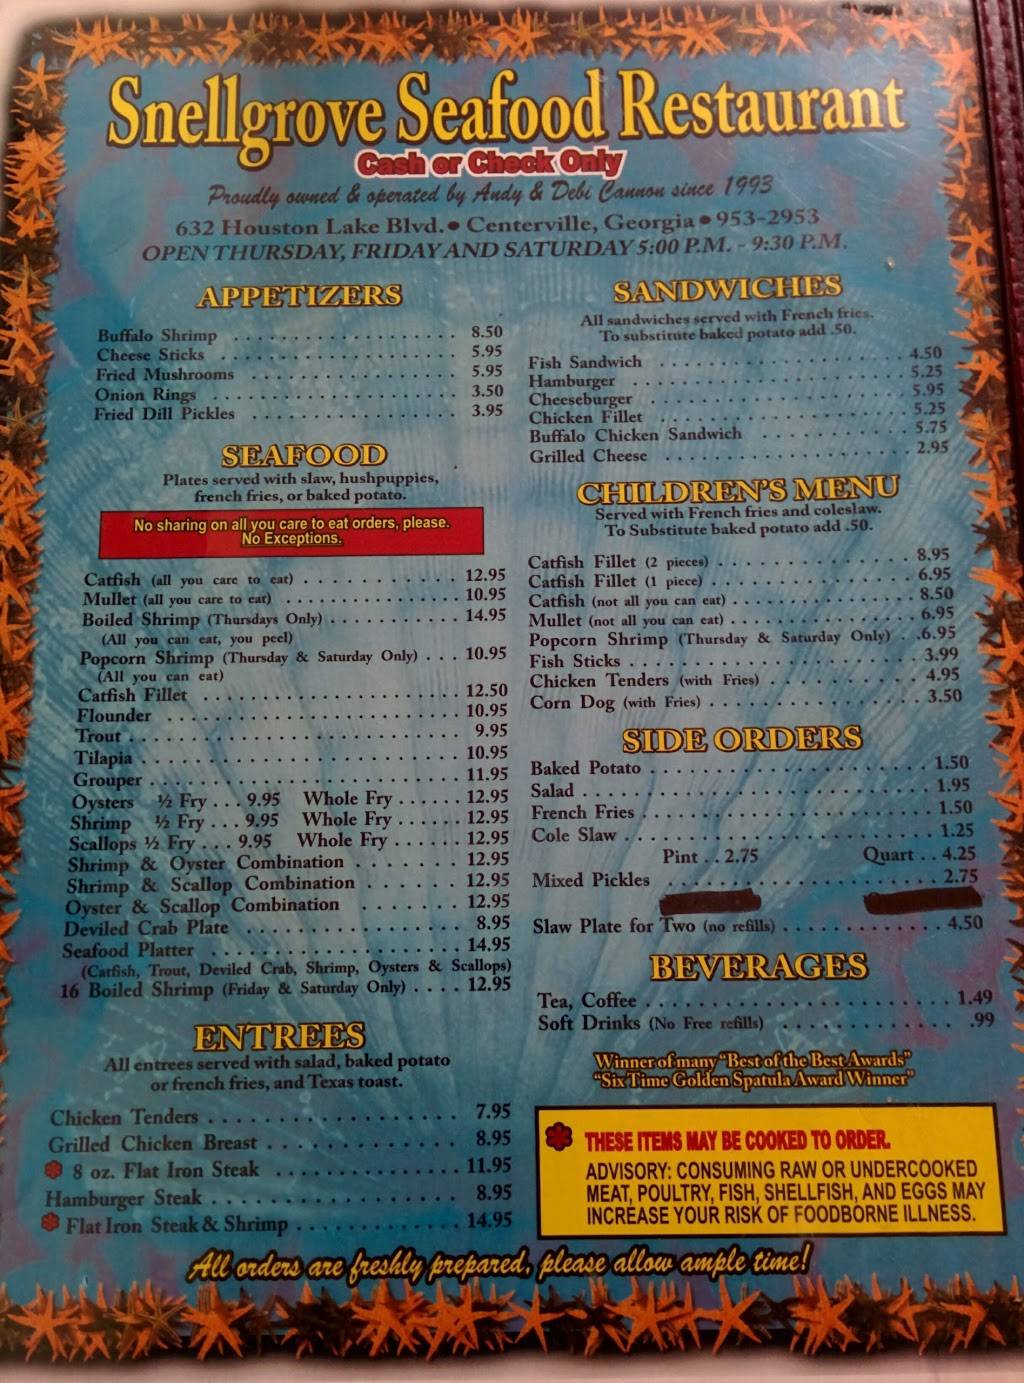 Snellgrove Seafood Restaurant
Cash or Check Only
Proudly owned & operated by Andy & Debi Cannon since 1993
632 Houston Lake Blvd. • Centerville, Georgia • 953-2953
OPEN THURSDAY, FRIDAY AND SATURDAY 5:00 P.M. - 9:30 P.M.
APPETIZERS
Buffalo Shrimp . . . . . . . . 8.50
Cheese Sticks . . . . . . . . 5.95
Fried Mushrooms . . . . . . . . 5.95
Onion Rings . . . . . . . . 3.50
Fried Dill Pickles . . . . . . . . 3.95
SEAFOOD
Plates served with slaw, hushpuppies,
french fries, or baked potato.
No sharing on all you care to eat orders, please.
No Exceptions.
Catfish (all you care to eat) . . . . . . . . 12.95
Mullet (all you care to eat) . . . . . . . . 10.95
Boiled Shrimp (Thursdays Only) . . . . . . . . 14.95
(All you can eat, you peel)
Popcorn Shrimp (Thursday & Saturday Only) . . . 10.95
(All you can eat)
Catfish Fillet . . . . . . . . 12.50
Flounder . . . . . . . . 10.95
Trout . . . . . . . . 9.95
Tilapia . . . . . . . . 10.95
Grouper . . . . . . . . 11.95
Oysters ½ Fry . . . 9.95 Whole Fry . . . . . . 12.95
Shrimp ½ Fry . . . 9.95 Whole Fry . . . . . . 12.95
Scallops ½ Fry . . . 9.95 Whole Fry . . . . . . 12.95
Shrimp & Oyster Combination . . . . . . . 12.95
Shrimp & Scallop Combination . . . . . . 12.95
Oyster & Scallop Combination . . . . . . 12.95
Deviled Crab Plate . . . . . . . . 8.95
Seafood Platter . . . . . . . . 14.95
(Catfish, Trout, Deviled Crab, Shrimp, Oysters & Scallops)
16 Boiled Shrimp (Friday & Saturday Only) . . . . 12.95
ENTREES
All entrees served with salad, baked potato
or french fries, and Texas toast.
Chicken Tenders . . . . . . . . 7.95
Grilled Chicken Breast . . . . . . . . 8.95
8 oz. Flat Iron Steak . . . . . . . . 11.95
Hamburger Steak . . . . . . . . 8.95
Flat Iron Steak & Shrimp . . . . . . . . 14.95
SANDWICHES
All sandwiches served with French fries.
To substitute baked potato add .50.
Fish Sandwich . . . . . . . . 4.50
Hamburger . . . . . . . . 5.25
Cheeseburger . . . . . . . . 5.95
Chicken Fillet . . . . . . . . 5.25
Buffalo Chicken Sandwich . . . . . . . . 5.75
Grilled Cheese . . . . . . . . 2.95
CHILDREN'S MENU
Served with French fries and coleslaw.
To Substitute baked potato add .50.
Catfish Fillet (2 pieces) . . . . . . . . 8.95
Catfish Fillet (1 piece) . . . . . . . . 6.95
Catfish (not all you can eat) . . . . . . . . 8.50
Mullet (not all you can eat) . . . . . . . . 6.95
Popcorn Shrimp (Thursday & Saturday Only) . .6.95
Fish Sticks . . . . . . . . 3.99
Chicken Tenders (with Fries) . . . . . . . . 4.95
Corn Dog (with Fries) . . . . . . . . 3.50
SIDE ORDERS
Baked Potato . . . . . . . . 1.50
Salad . . . . . . . . 1.95
French Fries . . . . . . . . 1.50
Cole Slaw . . . . . . . . 1.25
Pint . . 2.75 Quart . . 4.25
Mixed Pickles . . . . . . . . 2.75
Slaw Plate for Two (no refills) . . . . . . . . 4.50
BEVERAGES
Tea, Coffee . . . . . . . . 1.49
Soft Drinks (No Free refills) . . . . . . . . .99
Winner of many "Best of the Best Awards"
"Six Time Golden Spatula Award Winner"
THESE ITEMS MAY BE COOKED TO ORDER.
ADVISORY: CONSUMING RAW OR UNDERCOOKED
MEAT, POULTRY, FISH, SHELLFISH, AND EGGS MAY
INCREASE YOUR RISK OF FOODBORNE ILLNESS.
All orders are freshly prepared, please allow ample time!